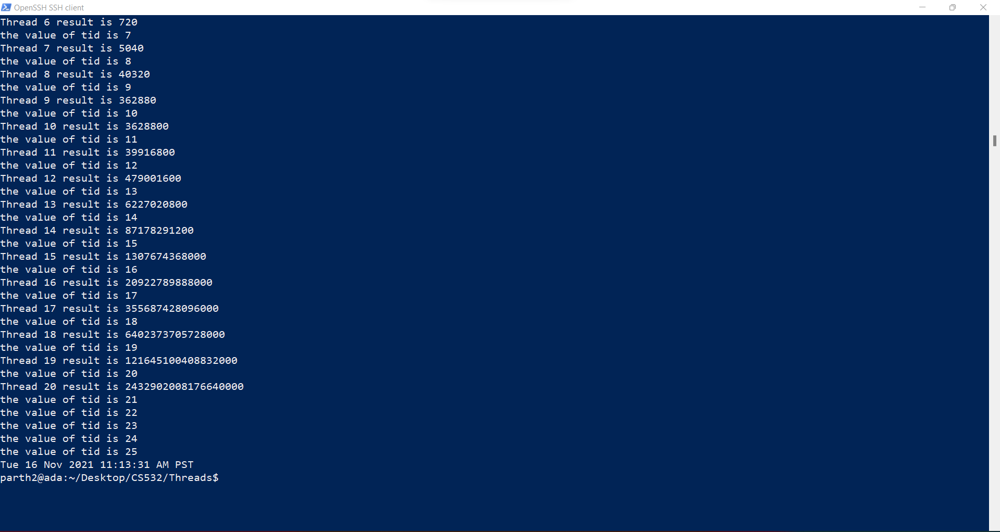 OpenSSH SSH client
Thread 6 result is 720
the value of tid is 7
Thread 7 result is 5040
the value of tid is 8
Thread 8 result is 40320
the value of tid is 9
Thread 9 result is 362880
the value of tid is 10
Thread 10 result is 3628800
the value of tid is 11
Thread 11 result is 39916800
the value of tid is 12
Thread 12 result is 479001600
the value of tid is 13
Thread 13 result is 6227020800
the value of tid is 14
Thread 14 result is 87178291200
the value of tid is 15
Thread 15 result is 1307674368000
the value of tid is 16
Thread 16 result is 20922789888000
the value of tid is 17
Thread 17 result is 355687428096000
the value of tid is 18
Thread 18 result is 6402373705728000
the value of tid is 19
Thread 19 result is 121645100408832000
the value of tid is 20
Thread 20 result is 2432902008176640000
the value of tid is 21
the value of tid is 22
the value of tid is 23
the value of tid is 24
the value of tid is 25
Tue 16 Nov 2021 11:13:31 AM PST
parth2@ada:~/Desktop/CS532/Threads$